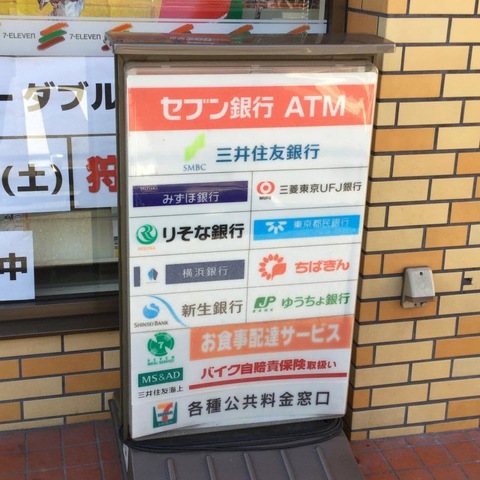 7-ELEVEN
7-ELEVEN
ーダブル
(土)
狩
中
セブン銀行 ATM
SMBC
三井住友銀行
みずほ銀行
MUFG
三菱東京UFJ銀行
りそな銀行
東京都民銀行
横浜銀行
ちばぎん
SHINSEI BANK
新生銀行
JP
ゆうちょ銀行
7
お食事配達サービス
MS&AD
三井住友海上
バイク自賠責保険取扱い
各種公共料金窓口